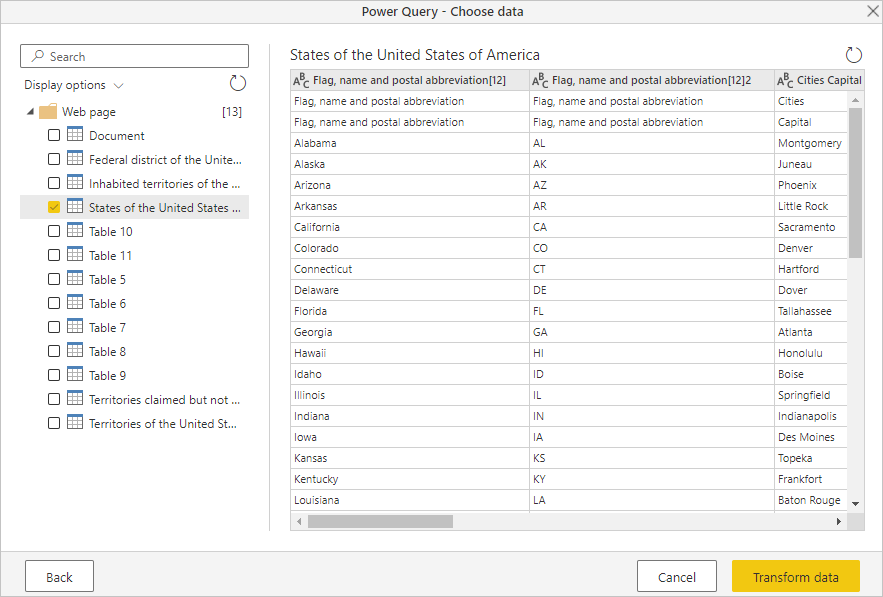 Power Query - Choose data
Search
Display options
Web page [13]
Document
Federal district of the Unite...
Inhabited territories of the ...
States of the United States ...
Table 10
Table 11
Table 5
Table 6
Table 7
Table 8
Table 9
Territories claimed but not ...
Territories of the United St...
States of the United States of America
ABC Flag, name and postal abbreviation[12] ABC Flag, name and postal abbreviation[12]2 ABC Cities Capital
Flag, name and postal abbreviation Flag, name and postal abbreviation Cities
Flag, name and postal abbreviation Flag, name and postal abbreviation Capital
Alabama AL Montgomery
Alaska AK Juneau
Arizona AZ Phoenix
Arkansas AR Little Rock
California CA Sacramento
Colorado CO Denver
Connecticut CT Hartford
Delaware DE Dover
Florida FL Tallahassee
Georgia GA Atlanta
Hawaii HI Honolulu
Idaho ID Boise
Illinois IL Springfield
Indiana IN Indianapolis
Iowa IA Des Moines
Kansas KS Topeka
Kentucky KY Frankfort
Louisiana LA Baton Rouge
Back Cancel Transform data